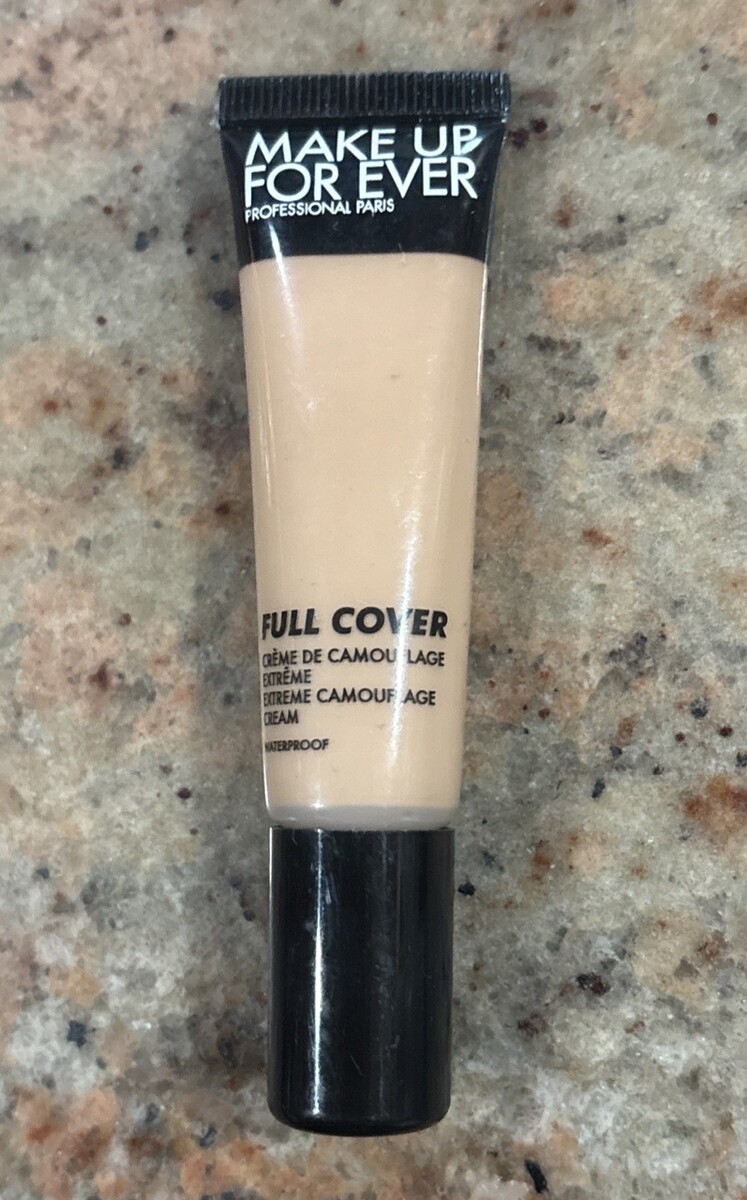 MAKE UP
FOR EVER
PROFESSIONAL PARIS
FULL COVER
CRÈME DE CAMOUFLAGE
EXTRÊME
EXTREME CAMOUFLAGE
CREAM
WATERPROOF